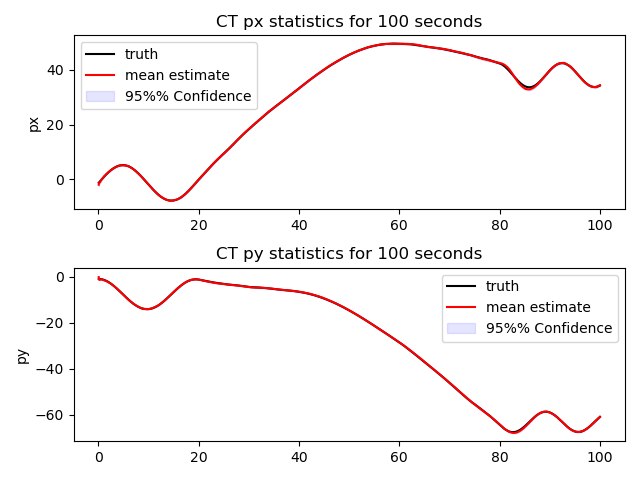 CT px statistics for 100 seconds
truth
mean estimate
95%% Confidence
px
40
20
0
0 20 40 60 80 100
CT py statistics for 100 seconds
truth
mean estimate
95%% Confidence
py
0
−20
−40
−60
0 20 40 60 80 100